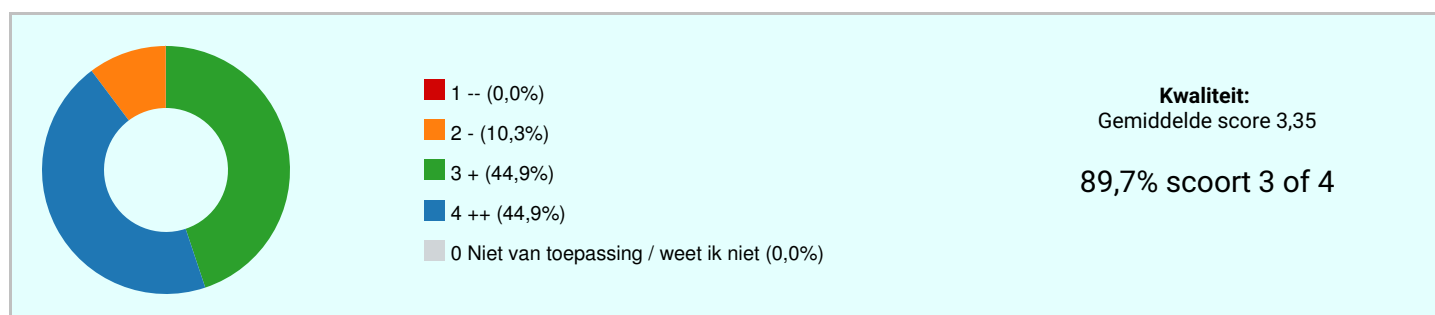 1 -- (0,0%)
2 - (10,3%)
3 + (44,9%)
4 ++ (44,9%)
0 Niet van toepassing / weet ik niet (0,0%)
Kwaliteit:
Gemiddelde score 3,35
89,7% scoort 3 of 4